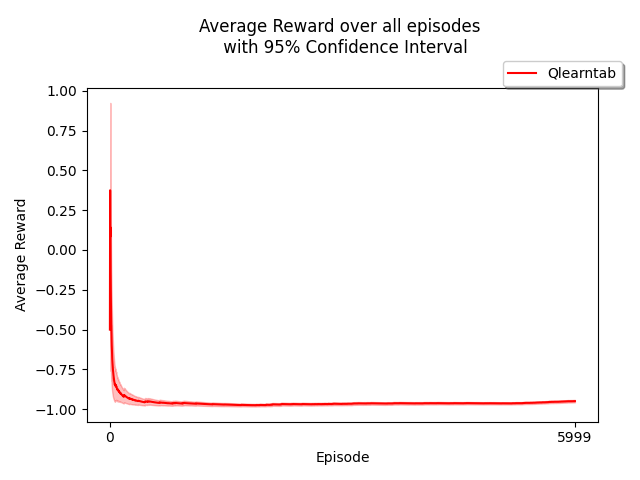 Average Reward over all episodes
with 95% Confidence Interval
Qlearntab
1.00
0.75
0.50
0.25
0.00
−0.25
−0.50
−0.75
−1.00
Average Reward
0
5999
Episode